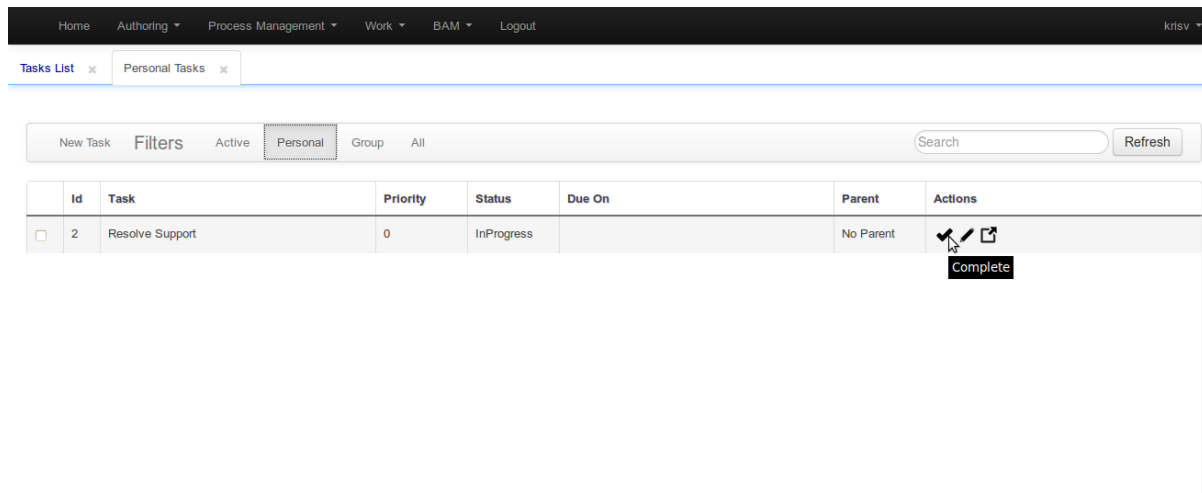 Home Authoring Process Management Work BAM Logout krisv
Tasks List Personal Tasks
New Task Filters Active Personal Group All Search Refresh
Id Task Priority Status Due On Parent Actions
2 Resolve Support 0 InProgress No Parent
Complete